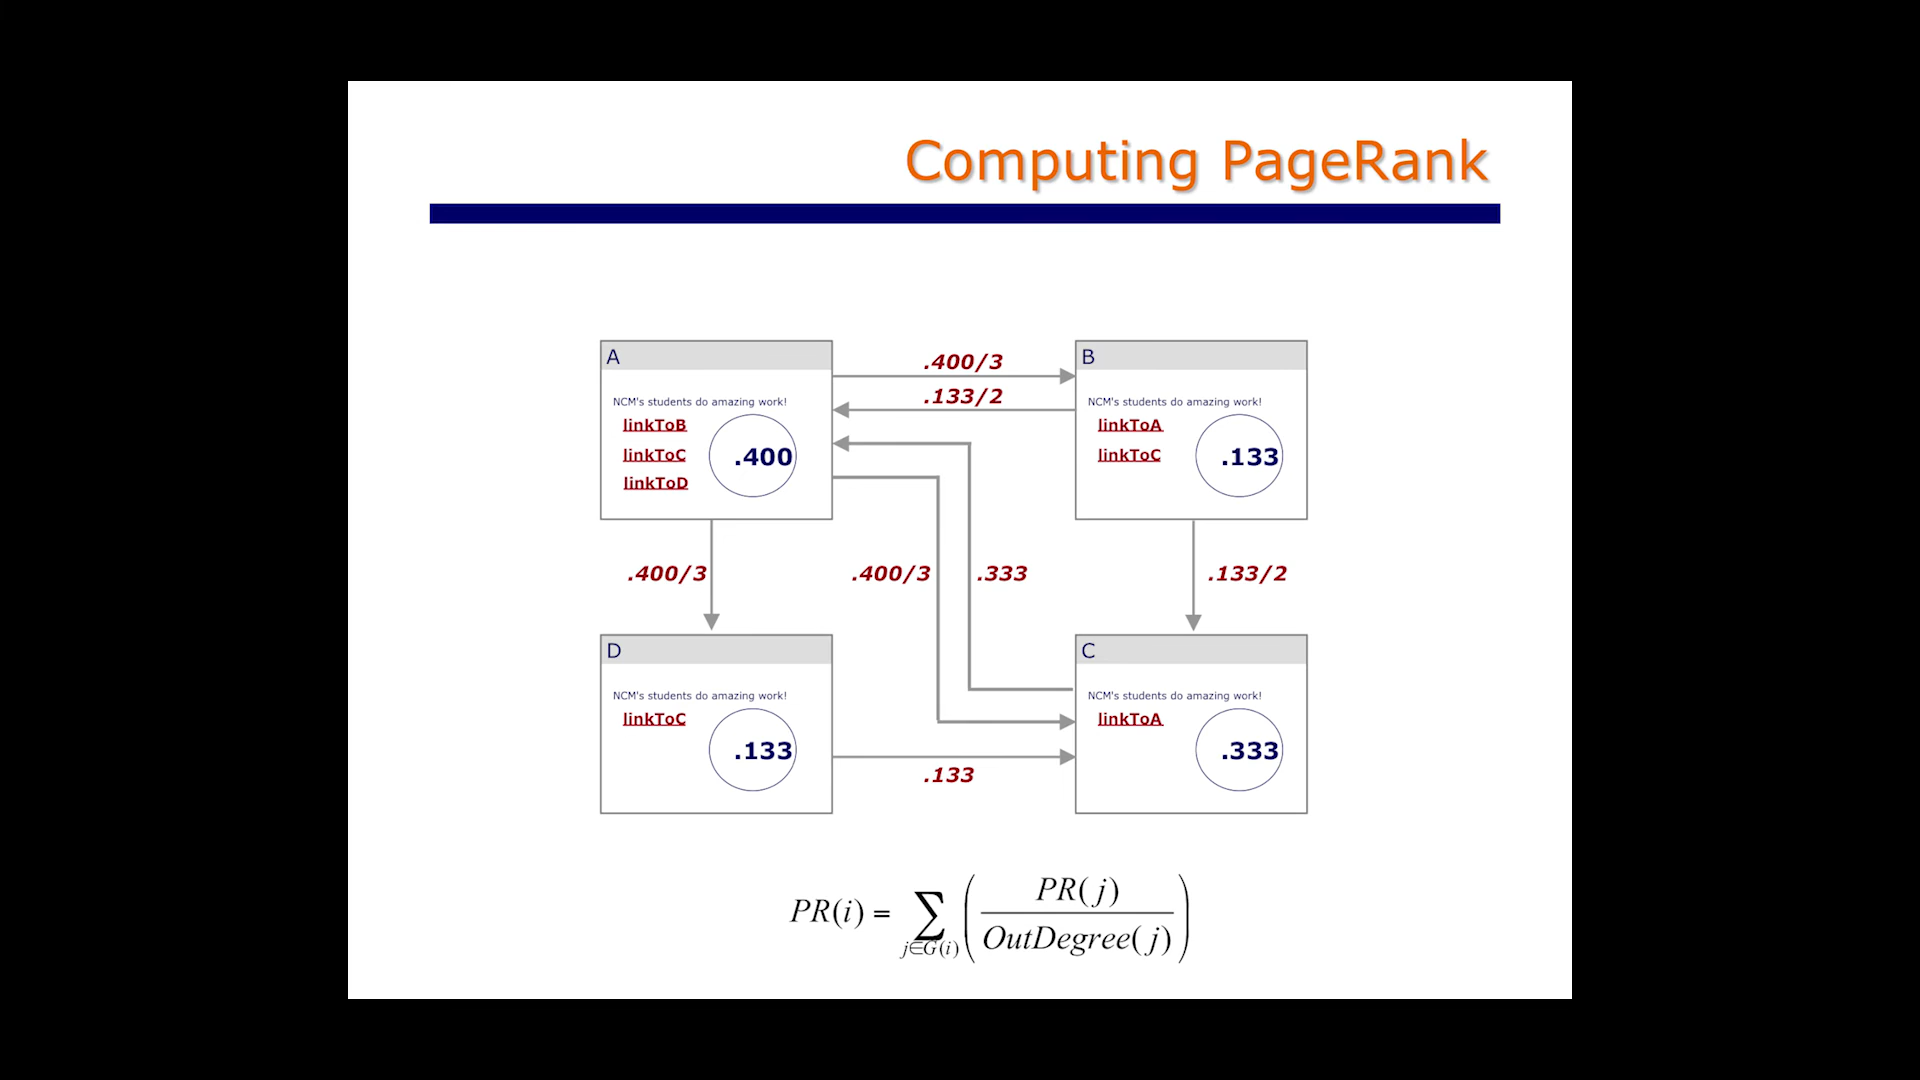 Computing PageRank
A
NCM's students do amazing work!
linkToB
linkToC
linkToD
.400
.400/3
.133/2
B
NCM's students do amazing work!
linkToA
linkToC
.133
.400/3
.400/3
.333
.133/2
D
NCM's students do amazing work!
linkToC
.133
.133
C
NCM's students do amazing work!
linkToA
.333
PR(i) = ∑ j∈G(i) ( PR(j) / OutDegree(j) )